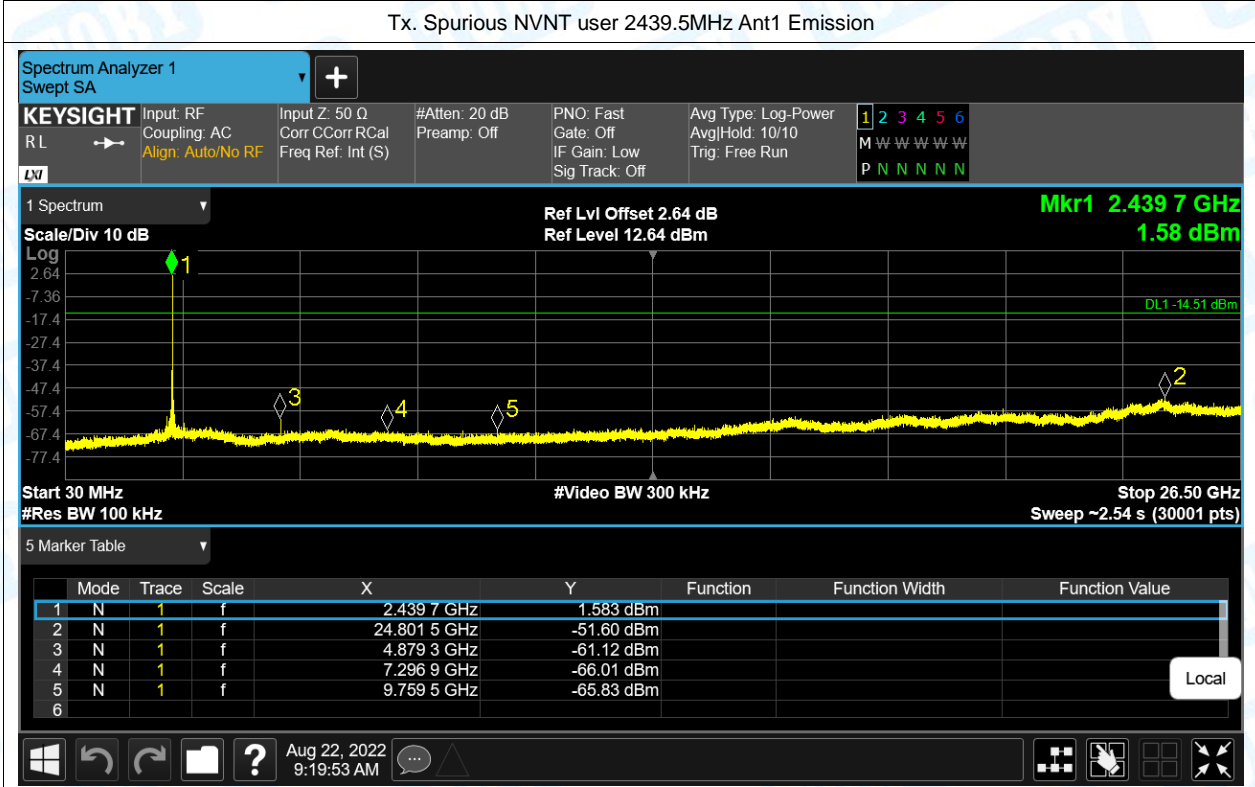 Tx. Spurious NVNT user 2439.5MHz Ant1 Emission
Spectrum Analyzer 1
Swept SA
+
KEYSIGHT
R L
LXI
Input: RF
Coupling: AC
Align: Auto/No RF
Input Z: 50 Ω
Corr CCorr RCal
Freq Ref: Int (S)
#Atten: 20 dB
Preamp: Off
PNO: Fast
Gate: Off
IF Gain: Low
Sig Track: Off
Avg Type: Log-Power
Avg|Hold: 10/10
Trig: Free Run
1 2 3 4 5 6
M W W W W W
P N N N N N
1 Spectrum
Scale/Div 10 dB
Ref Lvl Offset 2.64 dB
Ref Level 12.64 dBm
Mkr1 2.439 7 GHz
1.58 dBm
Log
2.64
-7.36
-17.4
-27.4
-37.4
-47.4
-57.4
-67.4
-77.4
1
DL1 -14.51 dBm
2
3
4
5
Start 30 MHz
#Video BW 300 kHz
Stop 26.50 GHz
#Res BW 100 kHz
Sweep ~2.54 s (30001 pts)
5 Marker Table
Mode Trace Scale X Y Function Function Width Function Value
1 N 1 f 2.439 7 GHz 1.583 dBm
2 N 1 f 24.801 5 GHz -51.60 dBm
3 N 1 f 4.879 3 GHz -61.12 dBm
4 N 1 f 7.296 9 GHz -66.01 dBm
5 N 1 f 9.759 5 GHz -65.83 dBm
6
Local
?
Aug 22, 2022
9:19:53 AM